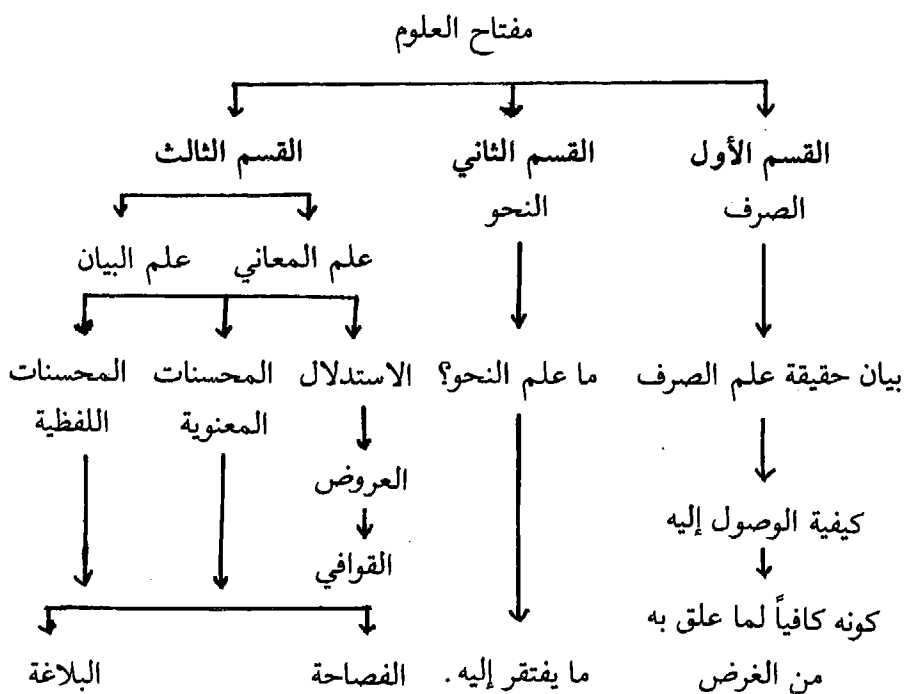 مفتاح العلوم
القسم الأول القسم الثاني القسم الثالث
الصرف النحو
علم المعاني علم البيان
بيان حقيقة علم الصرف ما علم النحو؟ الاستدلال المحسنات المحسنات
المعنوية اللفظية
العروض
كيفية الوصول إليه
القوافي
كونه كافياً لما علق به
من الغرض ما يفتقر إليه. الفصاحة البلاغة